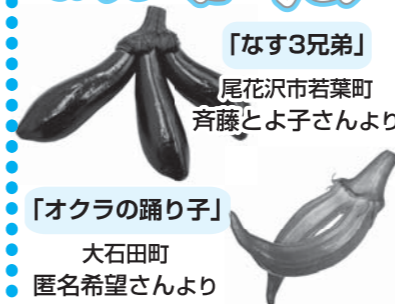 「なす3兄弟」
尾花沢市若葉町
斉藤とよ子さんより
「オクラの踊り子」
大石田町
匿名希望さんより